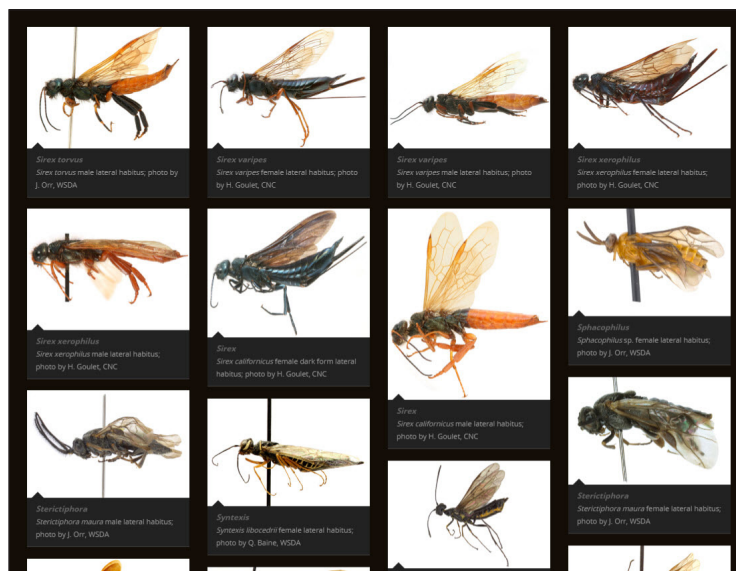 Sirex torvus
Sirex torvus male lateral habitus; photo by
J. Orr, WSDA
Sirex varipes
Sirex varipes female lateral habitus; photo
by H. Goulet, CNC
Sirex varipes
Sirex varipes male lateral habitus; photo
by H. Goulet, CNC
Sirex xerophilus
Sirex xerophilus female lateral habitus;
photo by H. Goulet, CNC
Sirex xerophilus
Sirex xerophilus male lateral habitus;
photo by H. Goulet, CNC
Sirex
Sirex californicus female dark form lateral
habitus; photo by H. Goulet, CNC
Sirex
Sirex californicus male lateral habitus;
photo by H. Goulet, CNC
Sphacophilus
Sphacophilus sp. female lateral habitus;
photo by J. Orr, WSDA
Sterictiphora
Sterictiphora maura male lateral habitus;
photo by J. Orr, WSDA
Syntexis
Syntexis libocedrii female lateral habitus;
photo by Q. Baine, WSDA
Sterictiphora
Sterictiphora maura female lateral habitus;
photo by J. Orr, WSDA